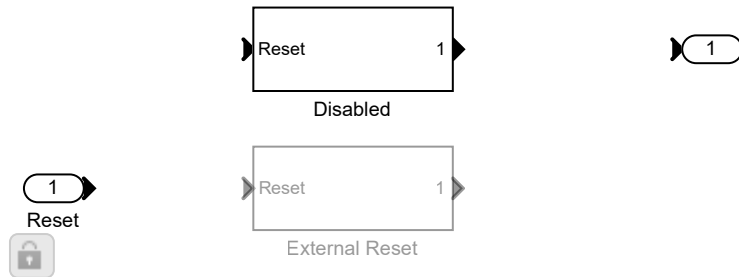 Reset 1
1
Disabled
1
Reset
Reset 1
External Reset